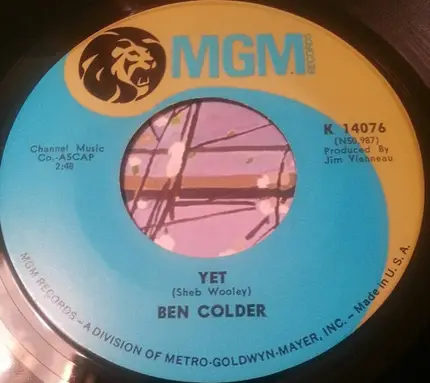 MGM
RECORDS
K 14076
(N50,987)
Produced By
Jim Vienneau
Channel Music
Co.-ASCAP
2:48
YET
(Sheb Wooley)
BEN COLDER
MGM RECORDS – A DIVISION OF METRO-GOLDWYN-MAYER, INC. – Made in U. S. A.